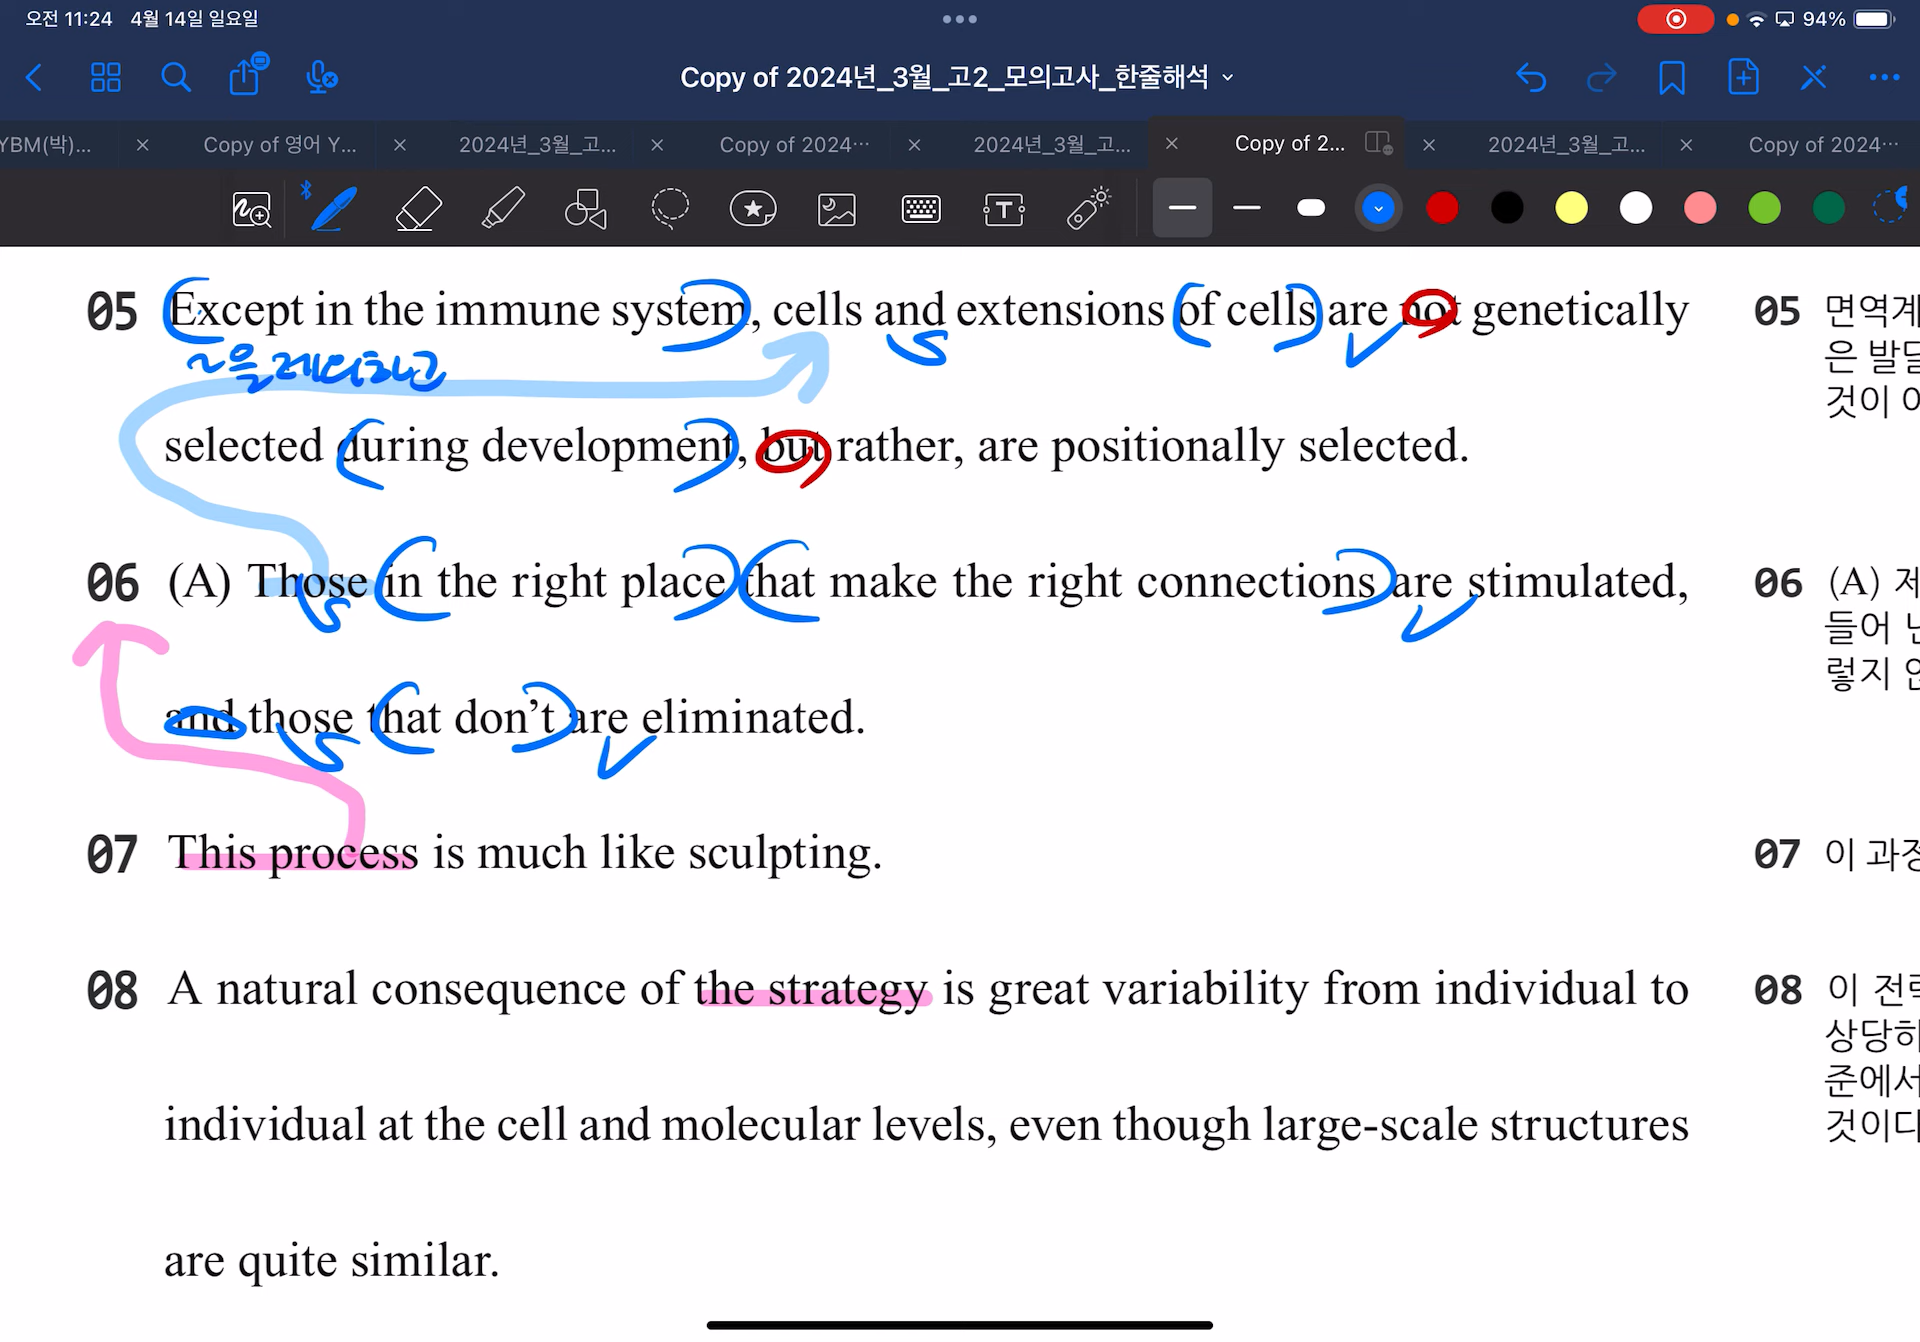 오전 11:24 4월 14일 일요일
94%
Copy of 2024년_3월_고2_모의고사_한줄해석
YBM(박)... Copy of 영어 Y... 2024년_3월_고... Copy of 2024... 2024년_3월_고... Copy of 2... 2024년_3월_고... Copy of 2024...
05 Except in the immune system, cells and extensions of cells are not genetically
~을 제외하고 S V
selected during development, but rather, are positionally selected.
06 (A) Those in the right place that make the right connections are stimulated,
S V
and those that don't are eliminated.
S V
07 This process is much like sculpting.
08 A natural consequence of the strategy is great variability from individual to
individual at the cell and molecular levels, even though large-scale structures
are quite similar.
05 면역계
은 발달
것이 아
06 (A) 제
들어 낸
렇지 않
07 이 과정
08 이 전략
상당히
준에서
것이다